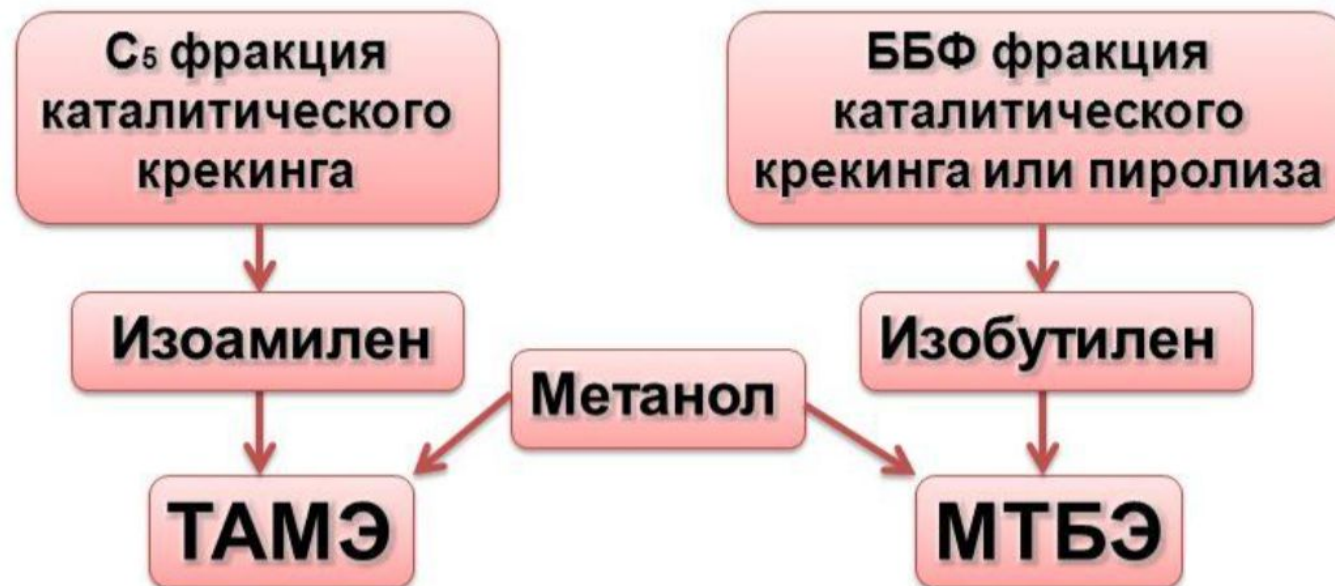 C₅ фракция
каталитического
крекинга
ББФ фракция
каталитического
крекинга или пиролиза
Изоамилен
Изобутилен
Метанол
ТАМЭ
МТБЭ